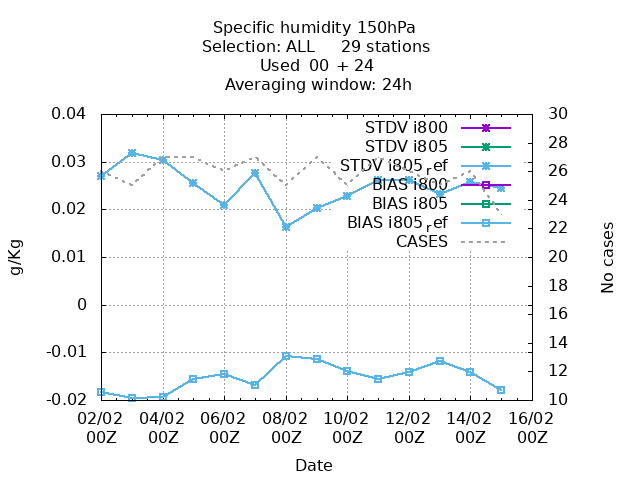 Specific humidity 150hPa
Selection: ALL 29 stations
Used 00 + 24
Averaging window: 24h
0.04
0.03
0.02
0.01
0
-0.01
-0.02
g/Kg
30
28
26
24
22
20
18
16
14
12
10
No cases
STDV i800
STDV i805
STDV i805ref
BIAS i800
BIAS i805
BIAS i805ref
CASES
02/02 04/02 06/02 08/02 10/02 12/02 14/02 16/02
00Z 00Z 00Z 00Z 00Z 00Z 00Z 00Z
Date